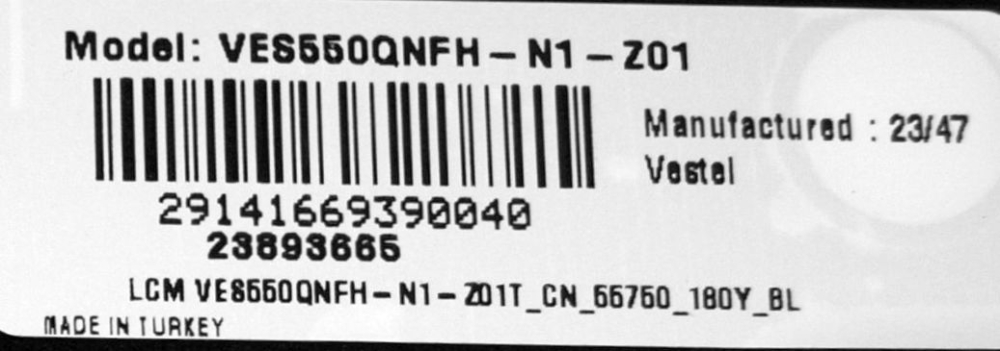 Model: VES550QNFH-N1-Z01
Manufactured : 23/47
Vestel
29141669390040
23893665
LCM VES550QNFH-N1-Z01T_CN_55750_180Y_BL
MADE IN TURKEY